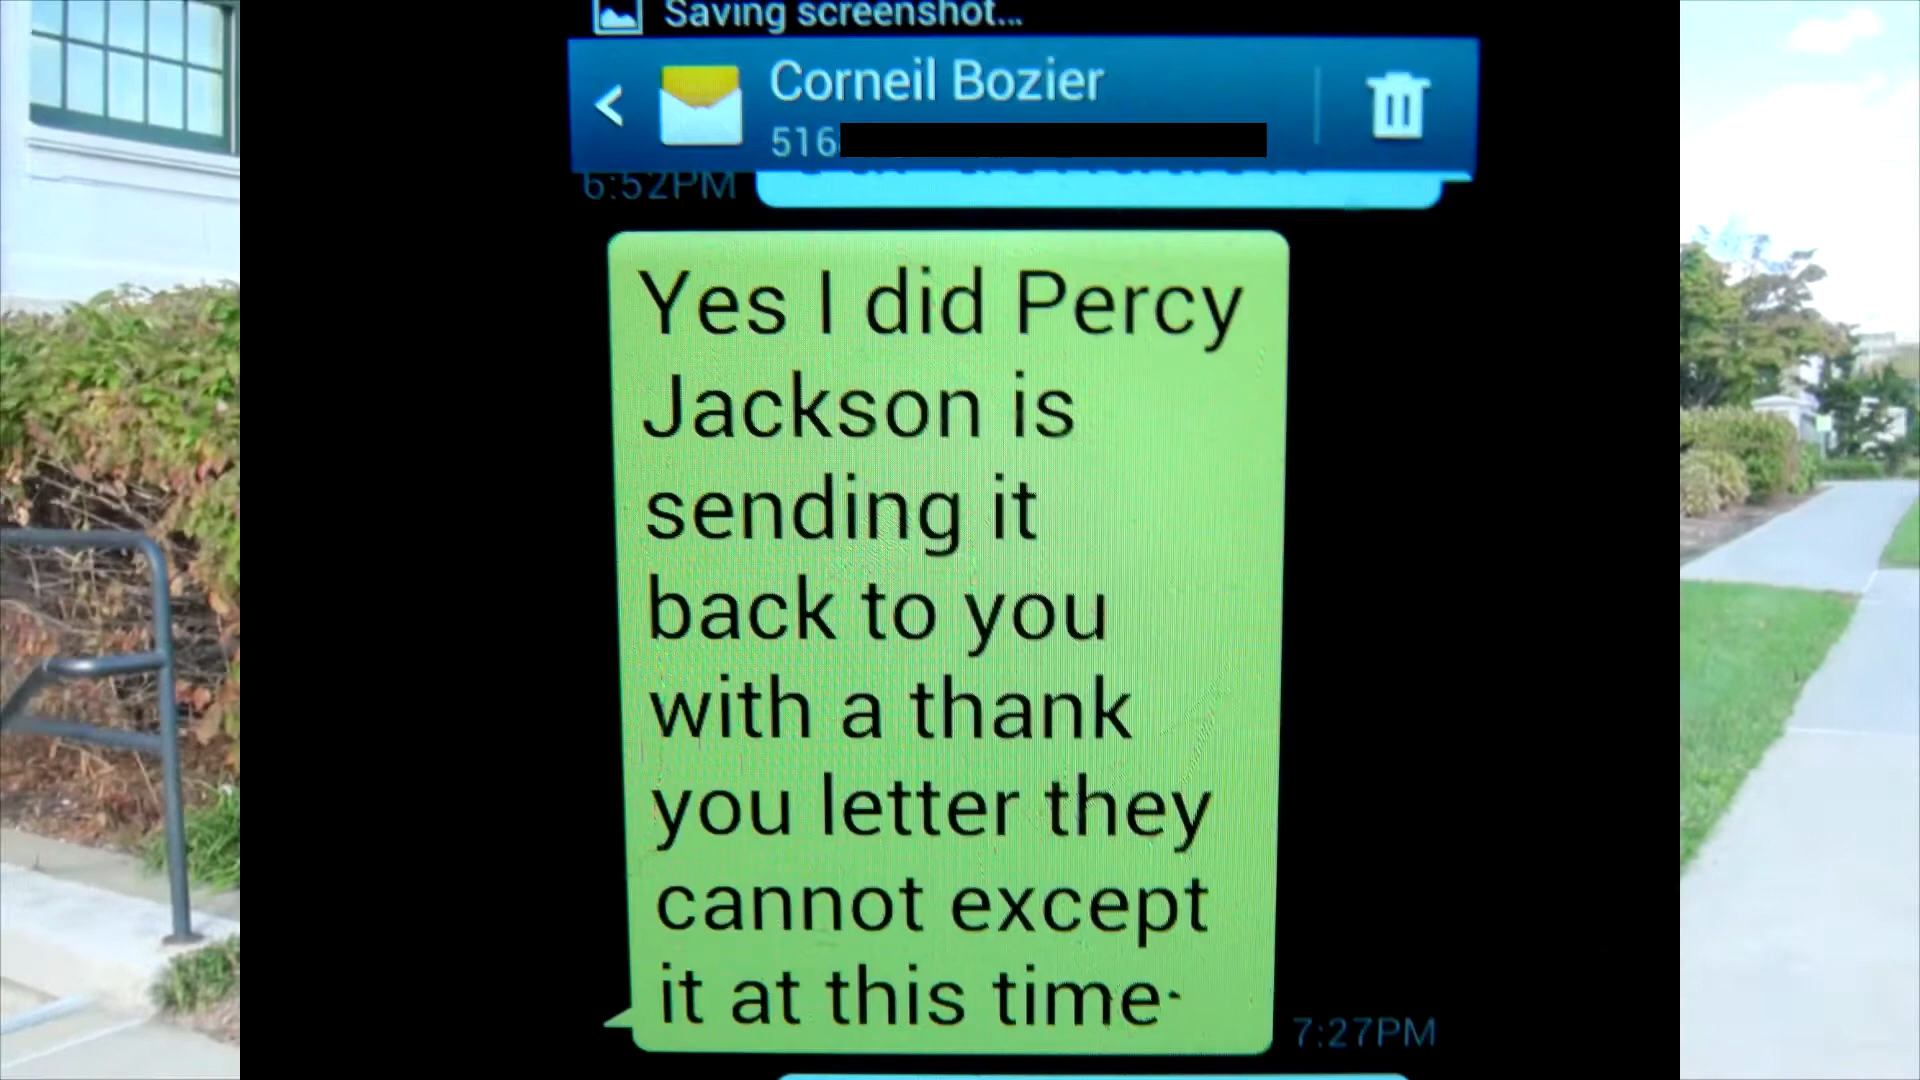 Saving screenshot...
Corneil Bozier
516
6:52PM
Yes I did Percy
Jackson is
sending it
back to you
with a thank
you letter they
cannot except
it at this time
7:27PM